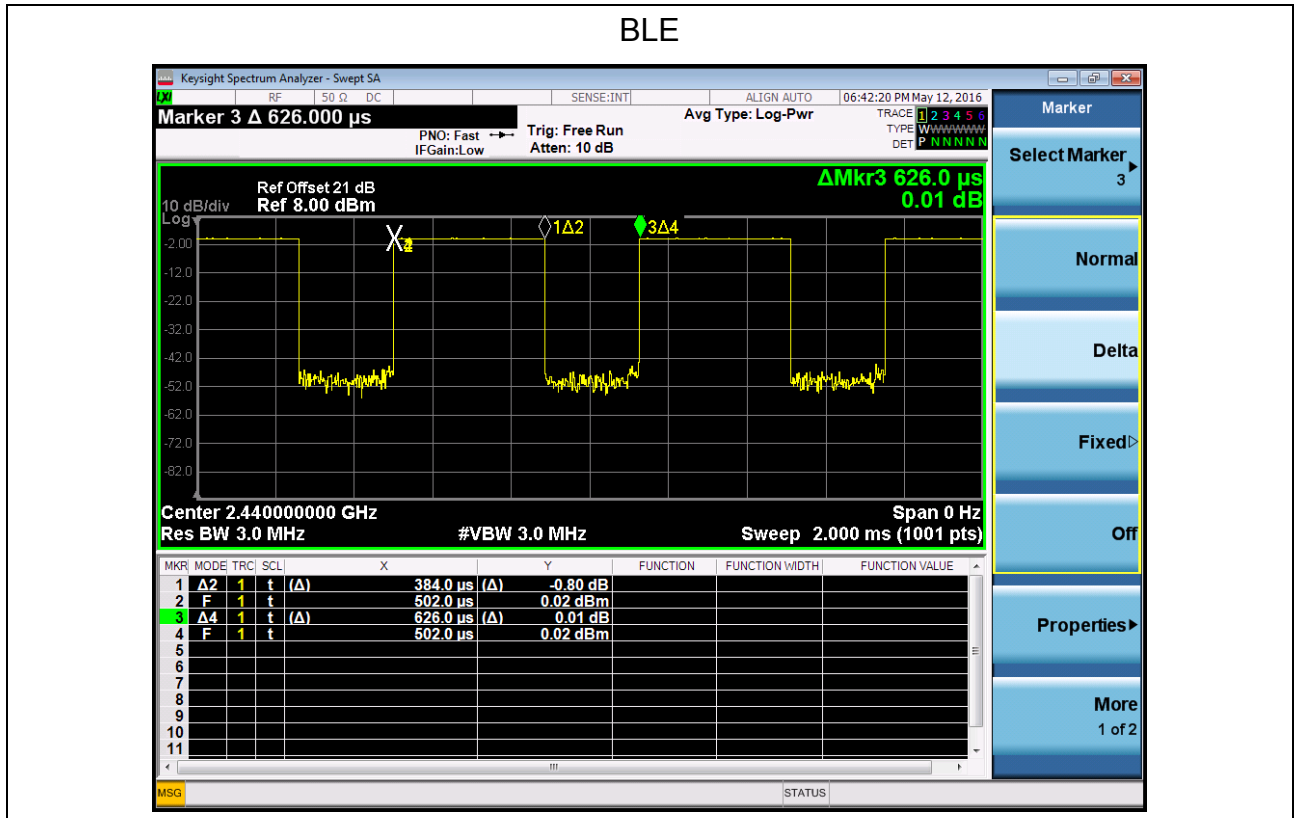 BLE
Keysight Spectrum Analyzer - Swept SA
LXI RF 50 Ω DC SENSE:INT ALIGN AUTO 06:42:20 PM May 12, 2016
Marker 3 Δ 626.000 µs
PNO: Fast
IFGain:Low
Trig: Free Run
Atten: 10 dB
Avg Type: Log-Pwr
TRACE 1 2 3 4 5 6
TYPE WWWWWWW
DET P N N N N N
ΔMkr3 626.0 µs
0.01 dB
Ref Offset 21 dB
10 dB/div Ref 8.00 dBm
Log
1Δ2 3Δ4
-2.00
-12.0
-22.0
-32.0
-42.0
-52.0
-62.0
-72.0
-82.0
Center 2.440000000 GHz Span 0 Hz
Res BW 3.0 MHz #VBW 3.0 MHz Sweep 2.000 ms (1001 pts)
MKR MODE TRC SCL X Y FUNCTION FUNCTION WIDTH FUNCTION VALUE
1 Δ2 1 t (Δ) 384.0 µs (Δ) -0.80 dB
2 F 1 t 502.0 µs 0.02 dBm
3 Δ4 1 t (Δ) 626.0 µs (Δ) 0.01 dB
4 F 1 t 502.0 µs 0.02 dBm
5
6
7
8
9
10
11
MSG STATUS
Marker
Select Marker
3
Normal
Delta
Fixed
Off
Properties
More
1 of 2